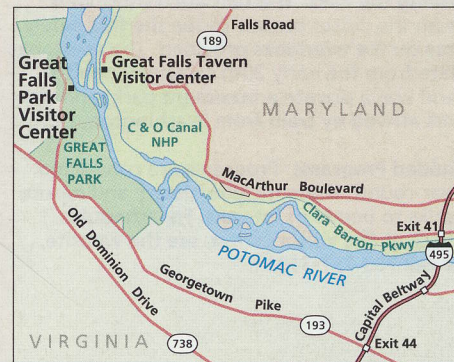 Falls Road
189
Great Falls Tavern
Visitor Center
Great
Falls
Park
Visitor
Center
MARYLAND
C & O Canal
NHP
GREAT
FALLS
PARK
MacArthur Boulevard
Clara Barton Pkwy
Exit 41
495
POTOMAC RIVER
Old Dominion Drive
Georgetown Pike
193
Capital Beltway
VIRGINIA
738
Exit 44